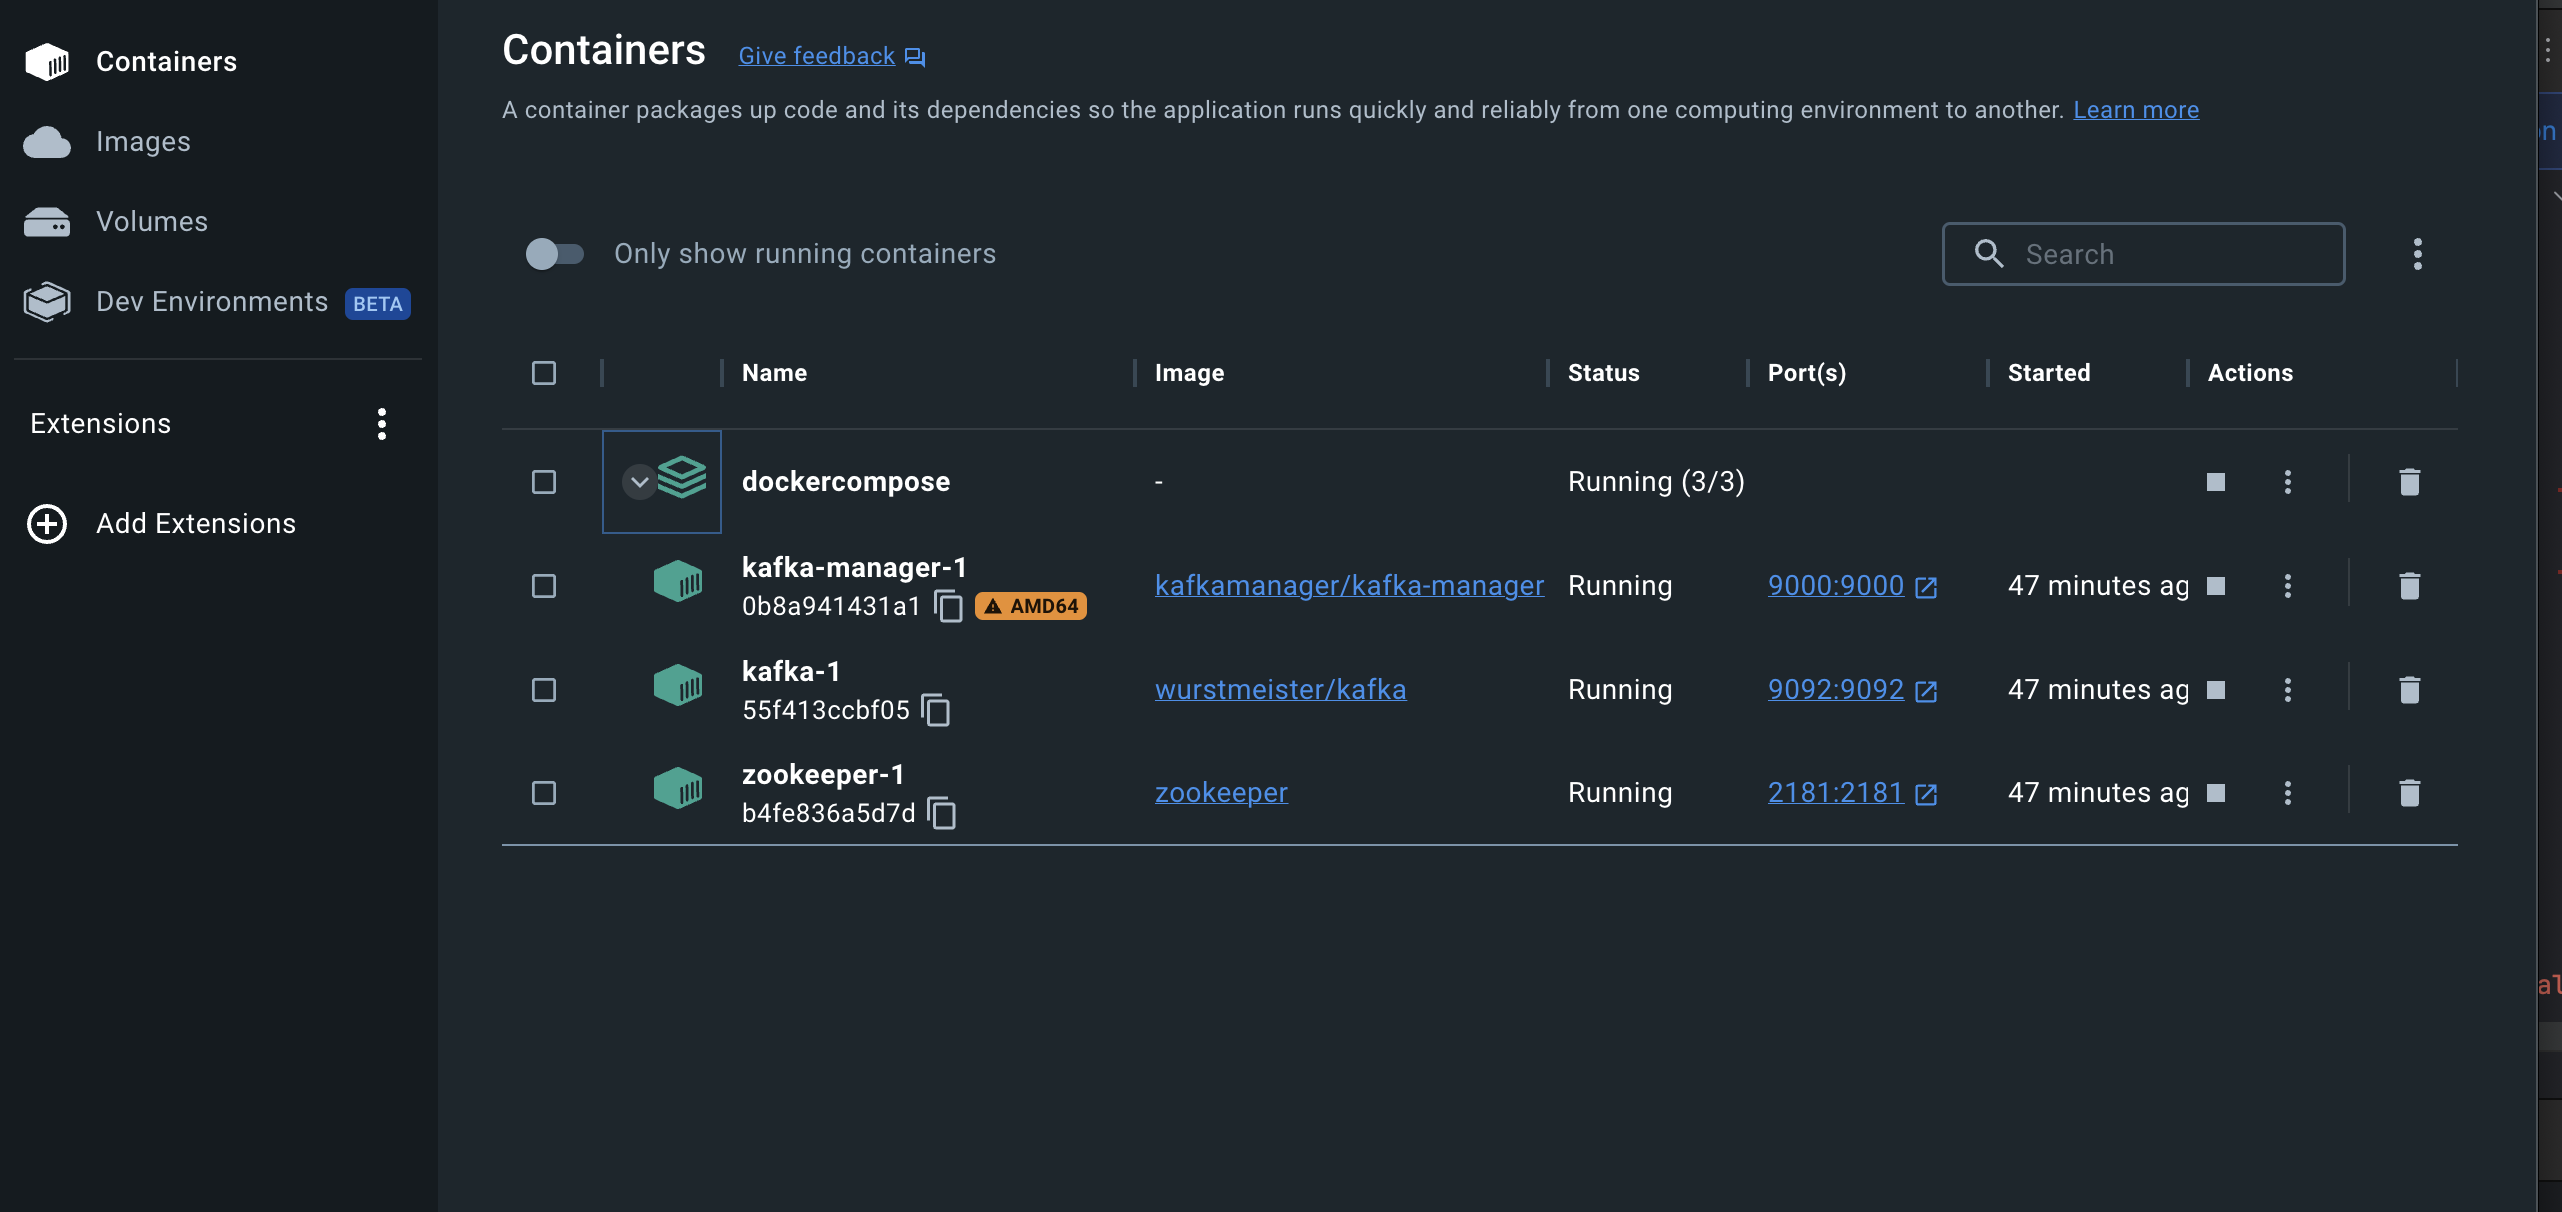 Containers
Images
Volumes
Dev Environments BETA
Extensions
Add Extensions
Containers Give feedback
A container packages up code and its dependencies so the application runs quickly and reliably from one computing environment to another. Learn more
Only show running containers
Search
Name Image Status Port(s) Started Actions
dockercompose - Running (3/3)
kafka-manager-1
0b8a941431a1 AMD64 kafkamanager/kafka-manager Running 9000:9000 47 minutes ag
kafka-1
55f413ccbf05 wurstmeister/kafka Running 9092:9092 47 minutes ag
zookeeper-1
b4fe836a5d7d zookeeper Running 2181:2181 47 minutes ag